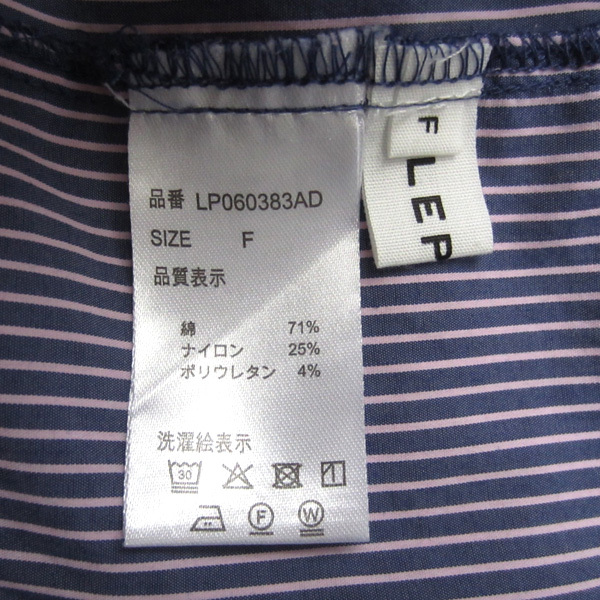 品番 LP060383AD
SIZE F
品質表示
綿 71%
ナイロン 25%
ポリウレタン 4%
洗濯絵表示
30
F W
F
LEP